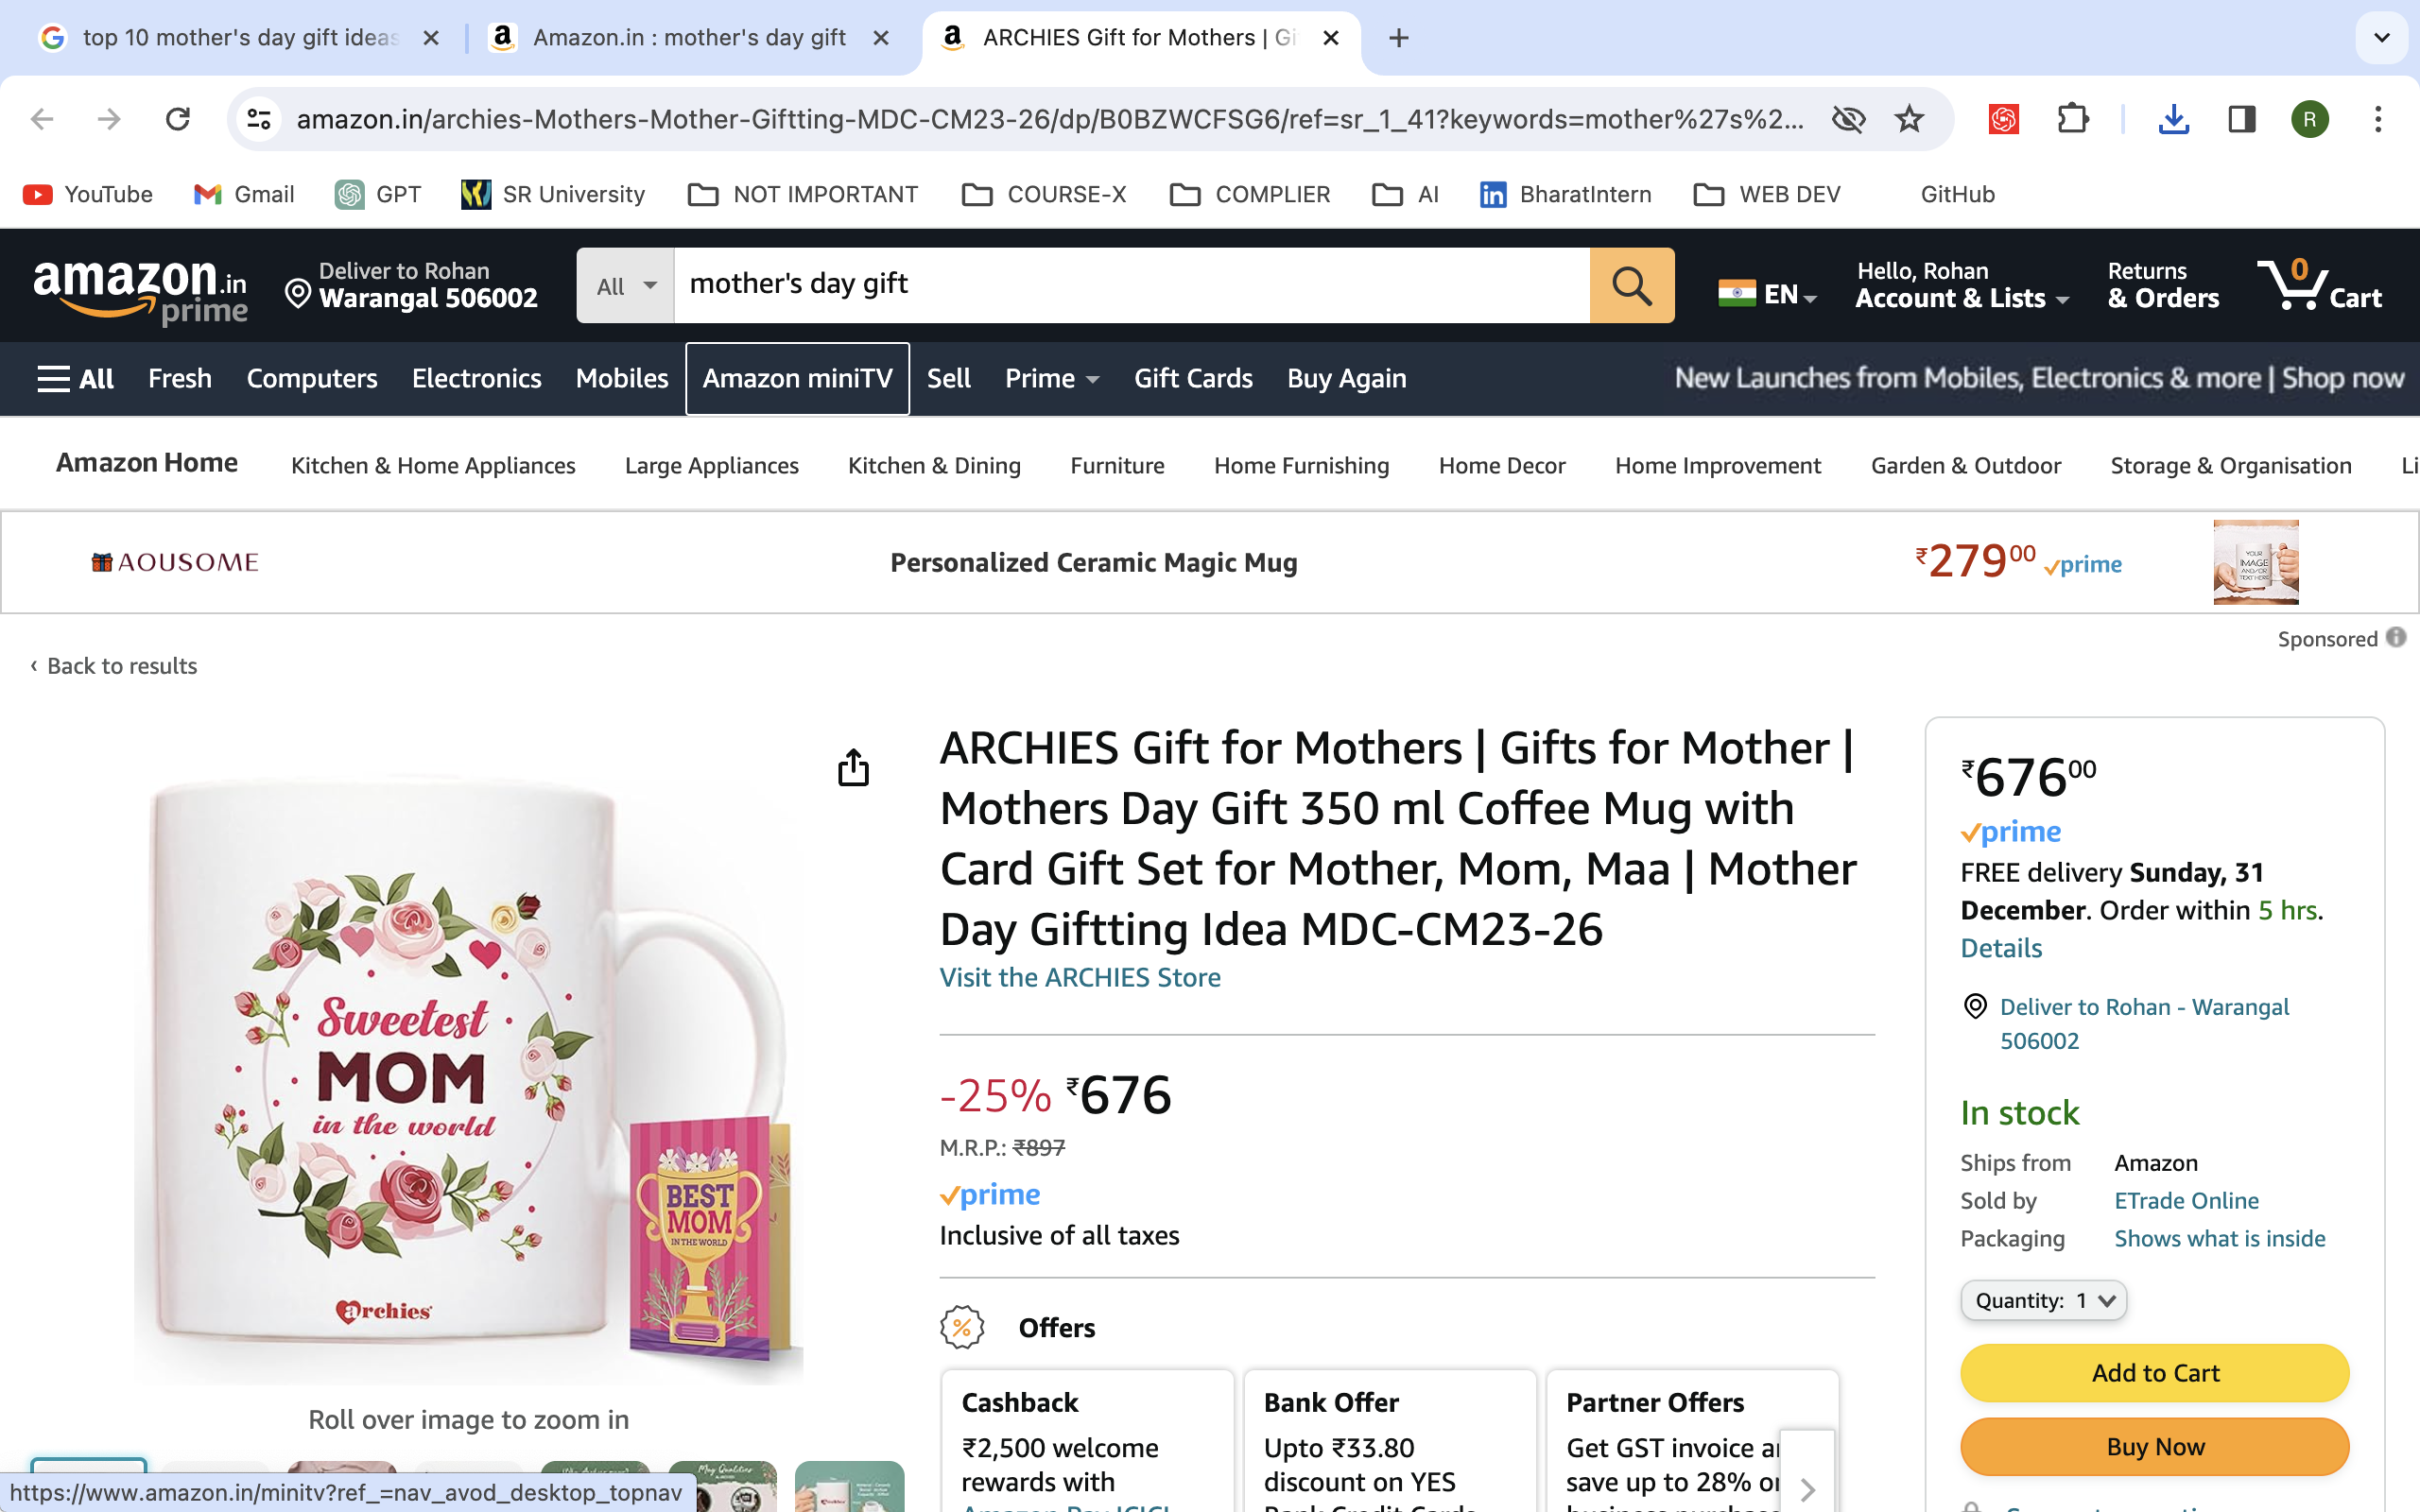 top 10 mother's day gift ideas
Amazon.in : mother's day gift
ARCHIES Gift for Mothers | Gi
amazon.in/archies-Mothers-Mother-Giftting-MDC-CM23-26/dp/B0BZWCFSG6/ref=sr_1_41?keywords=mother%27s%2...
R
YouTube
Gmail
GPT
SR University
NOT IMPORTANT
COURSE-X
COMPLIER
AI
BharatIntern
WEB DEV
GitHub
amazon.in
prime
Deliver to Rohan
Warangal 506002
All
mother's day gift
EN
Hello, Rohan
Account & Lists
Returns
& Orders
0
Cart
All
Fresh
Computers
Electronics
Mobiles
Amazon miniTV
Sell
Prime
Gift Cards
Buy Again
New Launches from Mobiles, Electronics & more | Shop now
Amazon Home
Kitchen & Home Appliances
Large Appliances
Kitchen & Dining
Furniture
Home Furnishing
Home Decor
Home Improvement
Garden & Outdoor
Storage & Organisation
Li
AOUSOME
Personalized Ceramic Magic Mug
₹27900 prime
YOUR
IMAGE
AND/OR
TEXT HERE
Sponsored
‹ Back to results
Sweetest
MOM
in the world
archies
BEST
MOM
IN THE WORLD
Roll over image to zoom in
ARCHIES Gift for Mothers | Gifts for Mother |
Mothers Day Gift 350 ml Coffee Mug with
Card Gift Set for Mother, Mom, Maa | Mother
Day Giftting Idea MDC-CM23-26
Visit the ARCHIES Store
-25% ₹676
M.R.P.: ₹897
prime
Inclusive of all taxes
Offers
Cashback
₹2,500 welcome
rewards with
Bank Offer
Upto ₹33.80
discount on YES
Bank Credit Cards
Partner Offers
Get GST invoice
save up to 28% o
₹67600
prime
FREE delivery Sunday, 31
December. Order within 5 hrs.
Details
Deliver to Rohan - Warangal
506002
In stock
Ships from Amazon
Sold by ETrade Online
Packaging Shows what is inside
Quantity: 1
Add to Cart
Buy Now
https://www.amazon.in/minitv?ref_=nav_avod_desktop_topnav